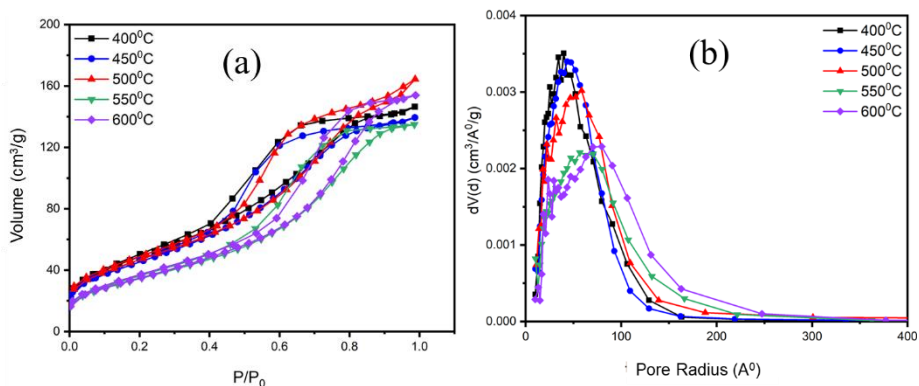 (a)
400⁰C
450⁰C
500⁰C
550⁰C
600⁰C
Volume (cm³/g)
200
160
120
80
40
0
0.0 0.2 0.4 0.6 0.8 1.0
P/P₀
(b)
400⁰C
450⁰C
500⁰C
550⁰C
600⁰C
dV(d) (cm³/A⁰/g)
0.004
0.003
0.002
0.001
0.000
0 100 200 300 400
Pore Radius (A⁰)